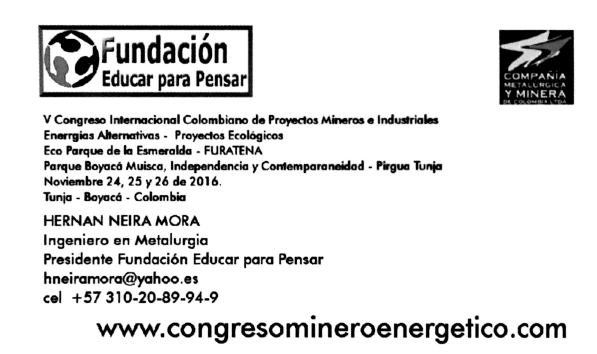 Fundación
Educar para Pensar
COMPAÑIA
METALURGICA
Y MINERA
DE COLOMBIA LTDA
V Congreso Internacional Colombiano de Proyectos Mineros e Industriales
Enerrgias Alternativas - Proyectos Ecológicos
Eco Parque de la Esmeralda - FURATENA
Parque Boyacá Muisca, Independencia y Contemparaneidad - Pirgua Tunja
Noviembre 24, 25 y 26 de 2016.
Tunja - Boyacá - Colombia
HERNAN NEIRA MORA
Ingeniero en Metalurgia
Presidente Fundación Educar para Pensar
hneiramora@yahoo.es
cel +57 310-20-89-94-9
www.congresomineroenergetico.com